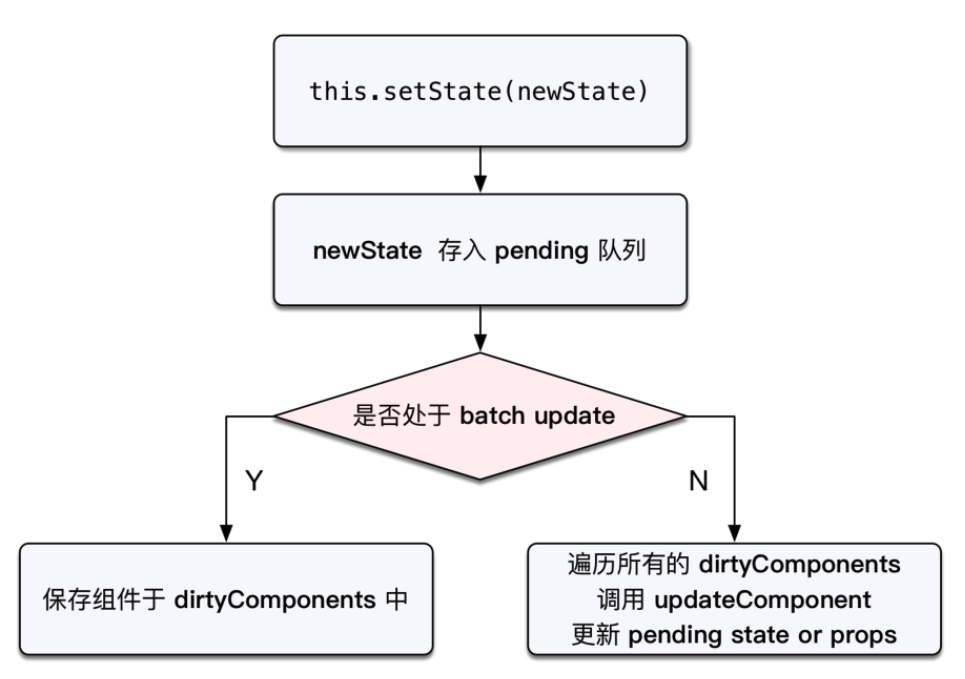 this.setState(newState)
newState 存入 pending 队列
是否处于 batch update
Y
N
保存组件于 dirtyComponents 中
遍历所有的 dirtyComponents
调用 updateComponent
更新 pending state or props